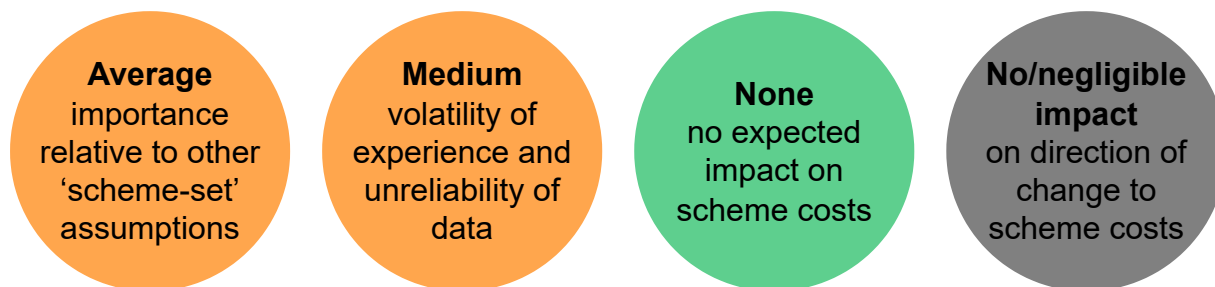 Average
importance
relative to other
‘scheme-set’
assumptions
Medium
volatility of
experience and
unreliability of
data
None
no expected
impact on
scheme costs
No/negligible
impact
on direction of
change to
scheme costs